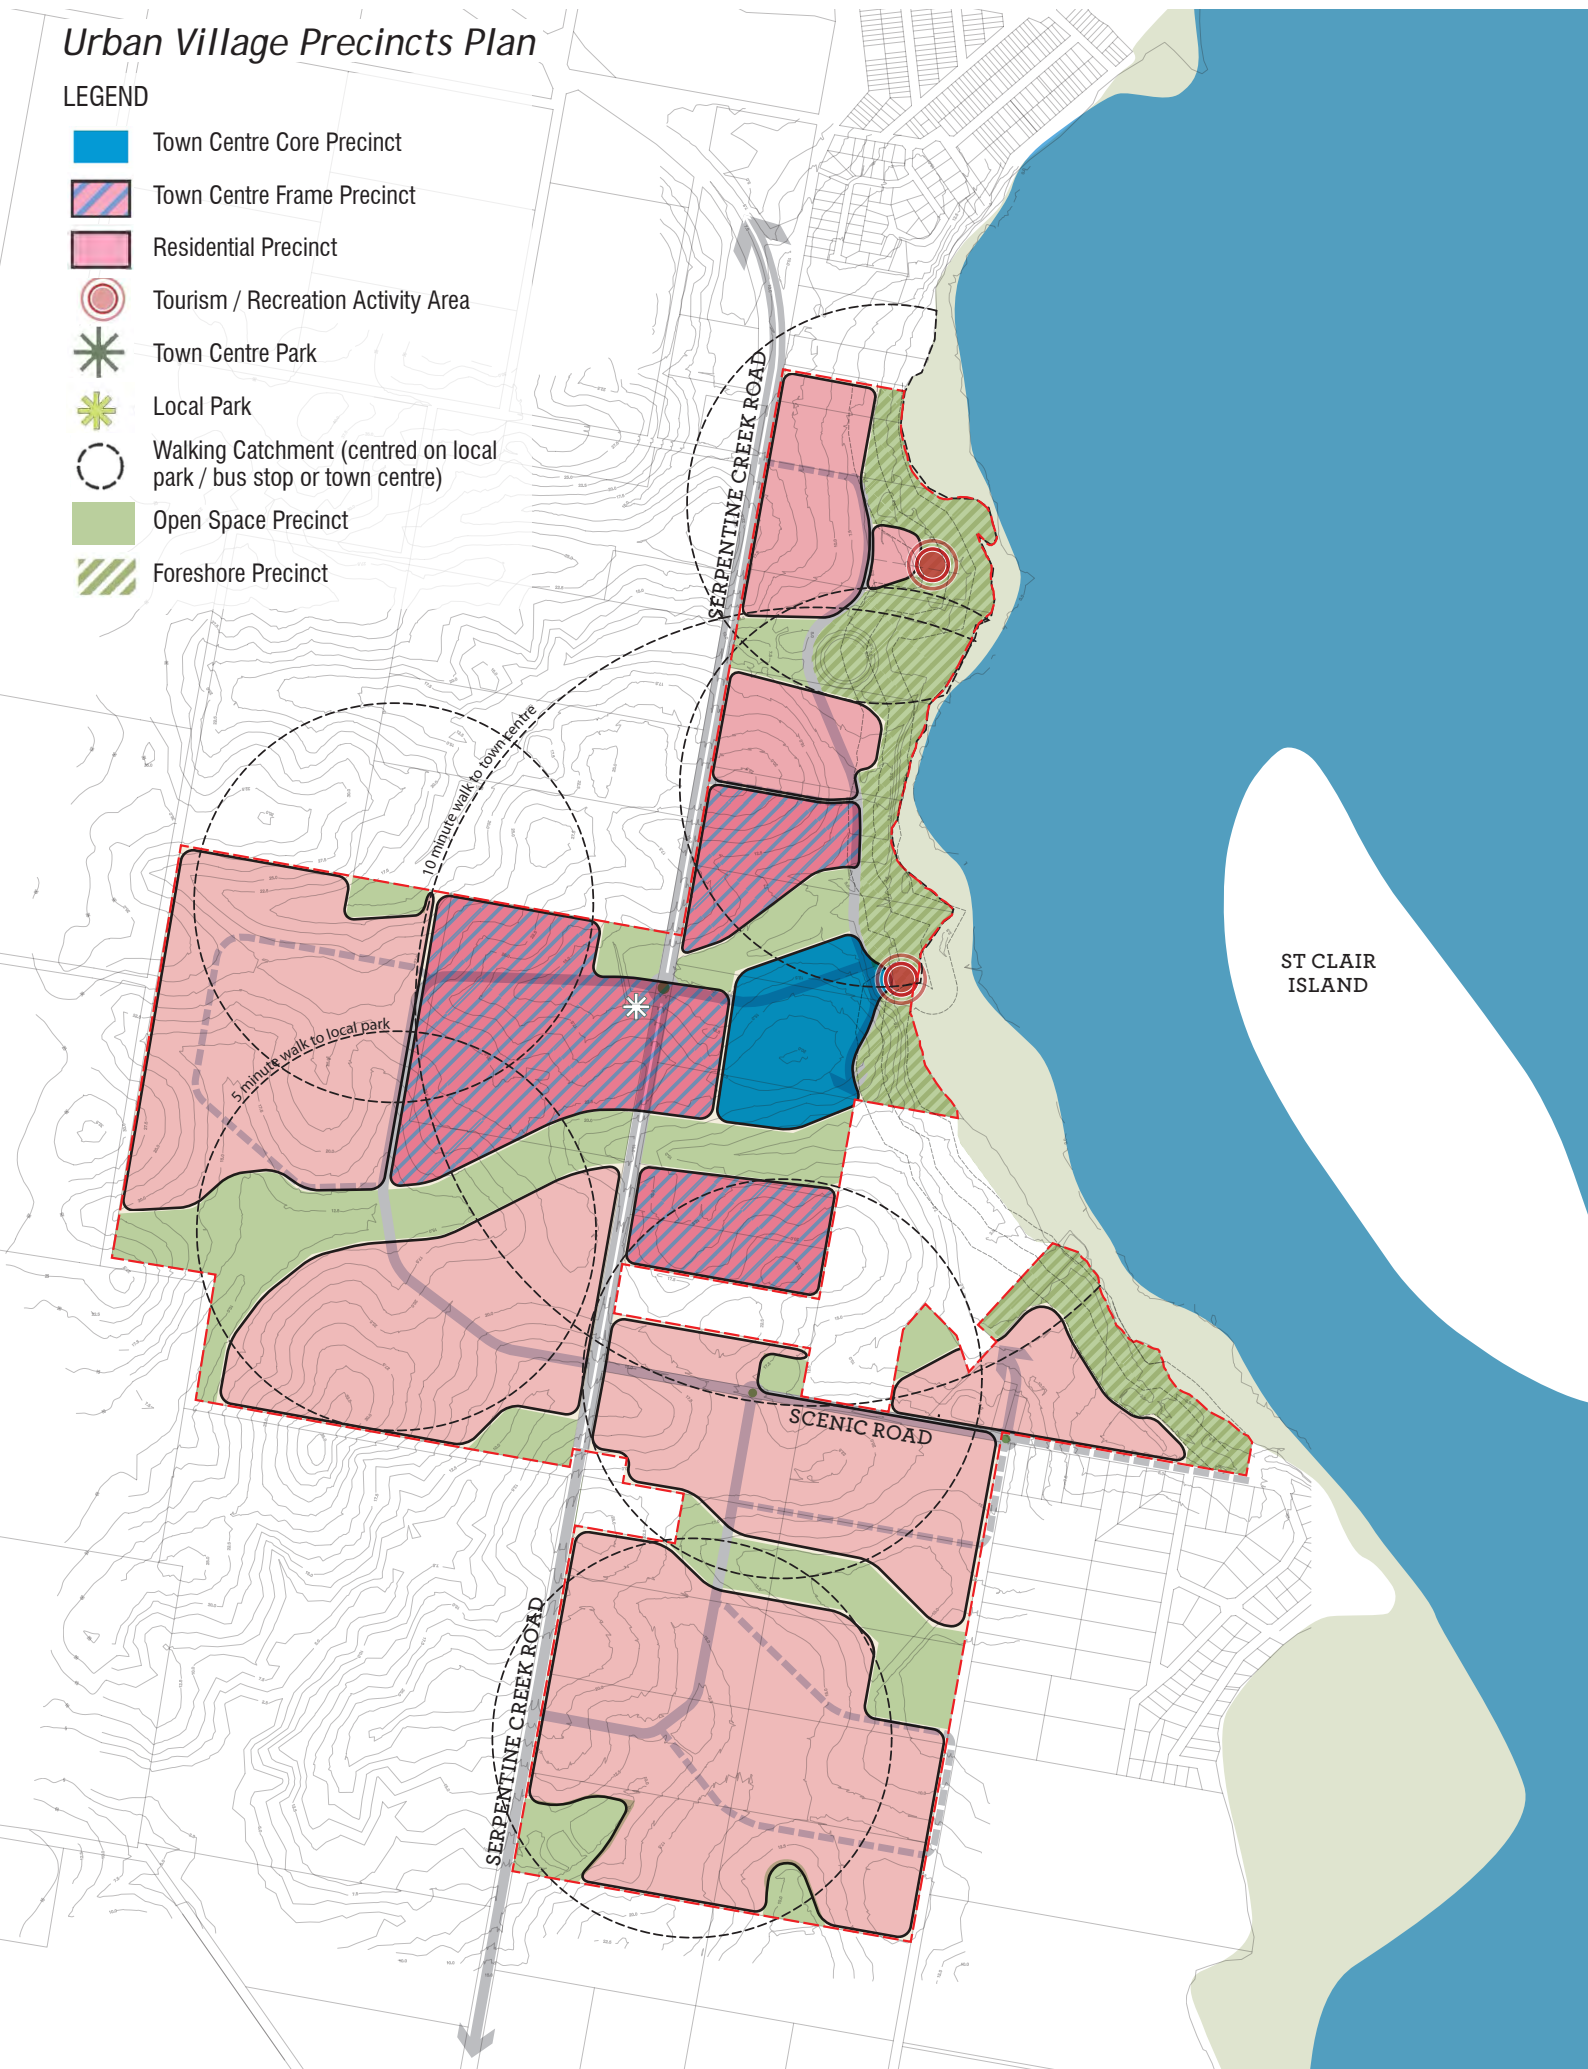 Urban Village Precincts Plan
LEGEND
Town Centre Core Precinct
Town Centre Frame Precinct
Residential Precinct
Tourism / Recreation Activity Area
Town Centre Park
Local Park
Walking Catchment (centred on local
park / bus stop or town centre)
Open Space Precinct
Foreshore Precinct
SERPENTINE CREEK ROAD
10 minute walk to town centre
ST CLAIR
ISLAND
5 minute walk to local park
SCENIC ROAD
SERPENTINE CREEK ROAD